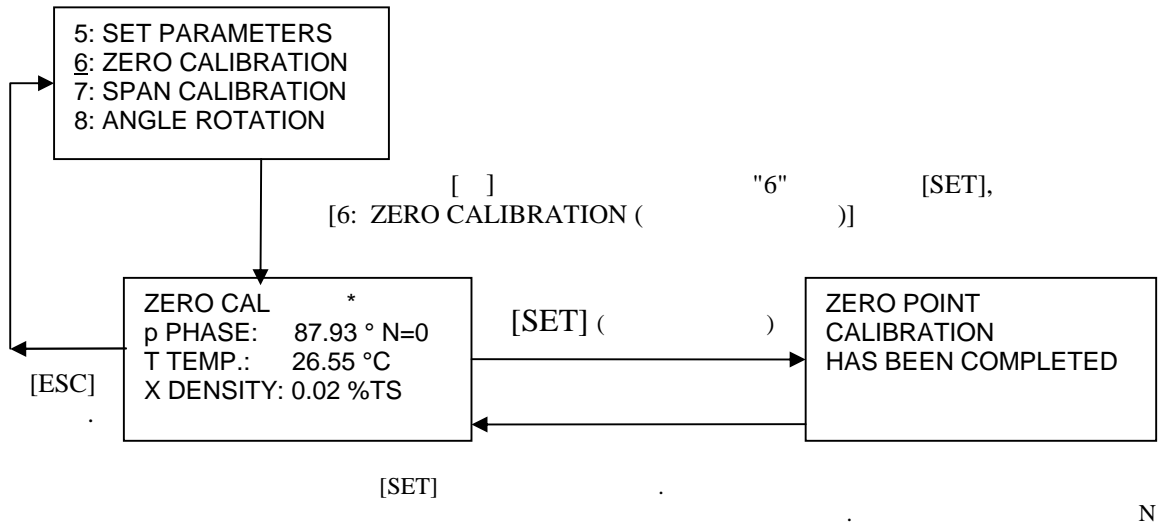 5: SET PARAMETERS
6: ZERO CALIBRATION
7: SPAN CALIBRATION
8: ANGLE ROTATION
[ ] "6" [SET],
[6: ZERO CALIBRATION ( )]
ZERO CAL *
p PHASE: 87.93 ° N=0
T TEMP.: 26.55 °C
X DENSITY: 0.02 %TS
[SET] ( )
ZERO POINT
CALIBRATION
HAS BEEN COMPLETED
[ESC]
.
[SET] .
. N